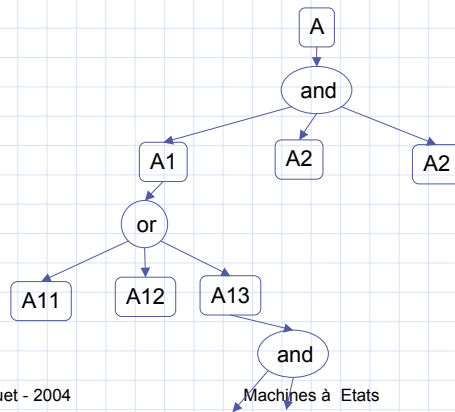 A
and
A1 A2 A2
or
A11 A12 A13
and
uet - 2004 Machines à Etats